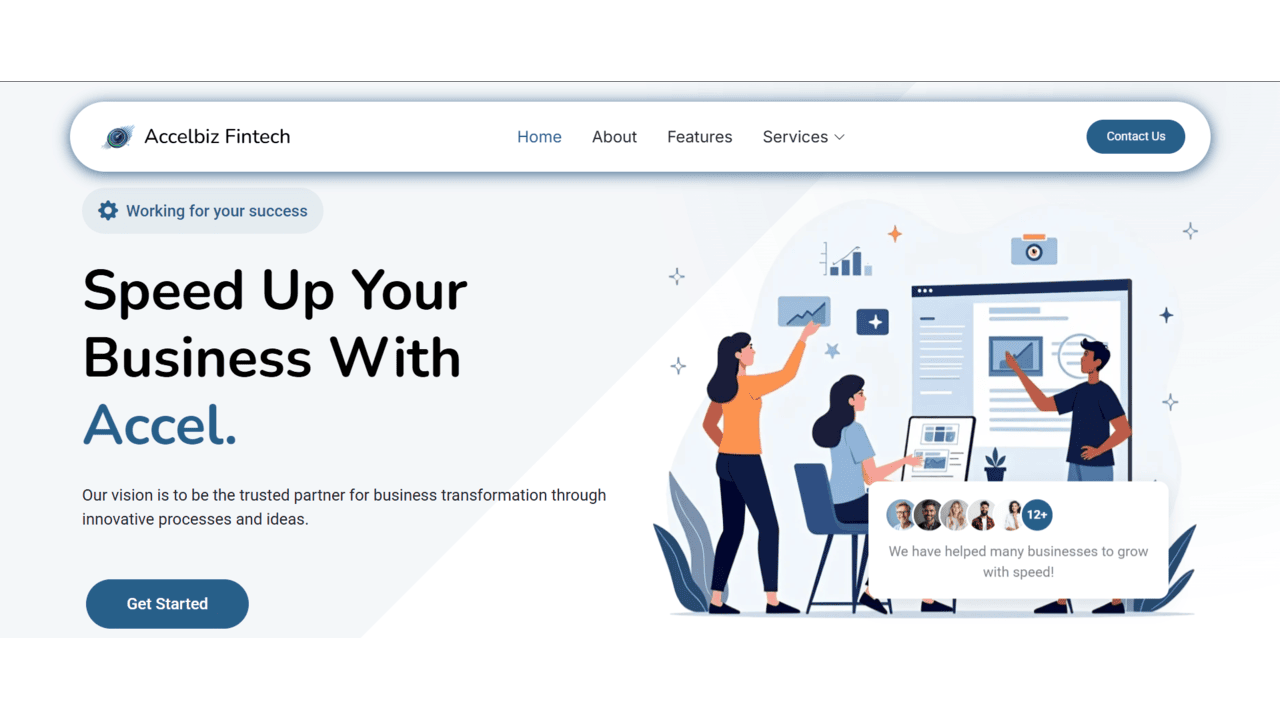 Accelbiz Fintech
Home
About
Features
Services
Contact Us
Working for your success
Speed Up Your
Business With
Accel.
Our vision is to be the trusted partner for business transformation through
innovative processes and ideas.
Get Started
12+
We have helped many businesses to grow
with speed!